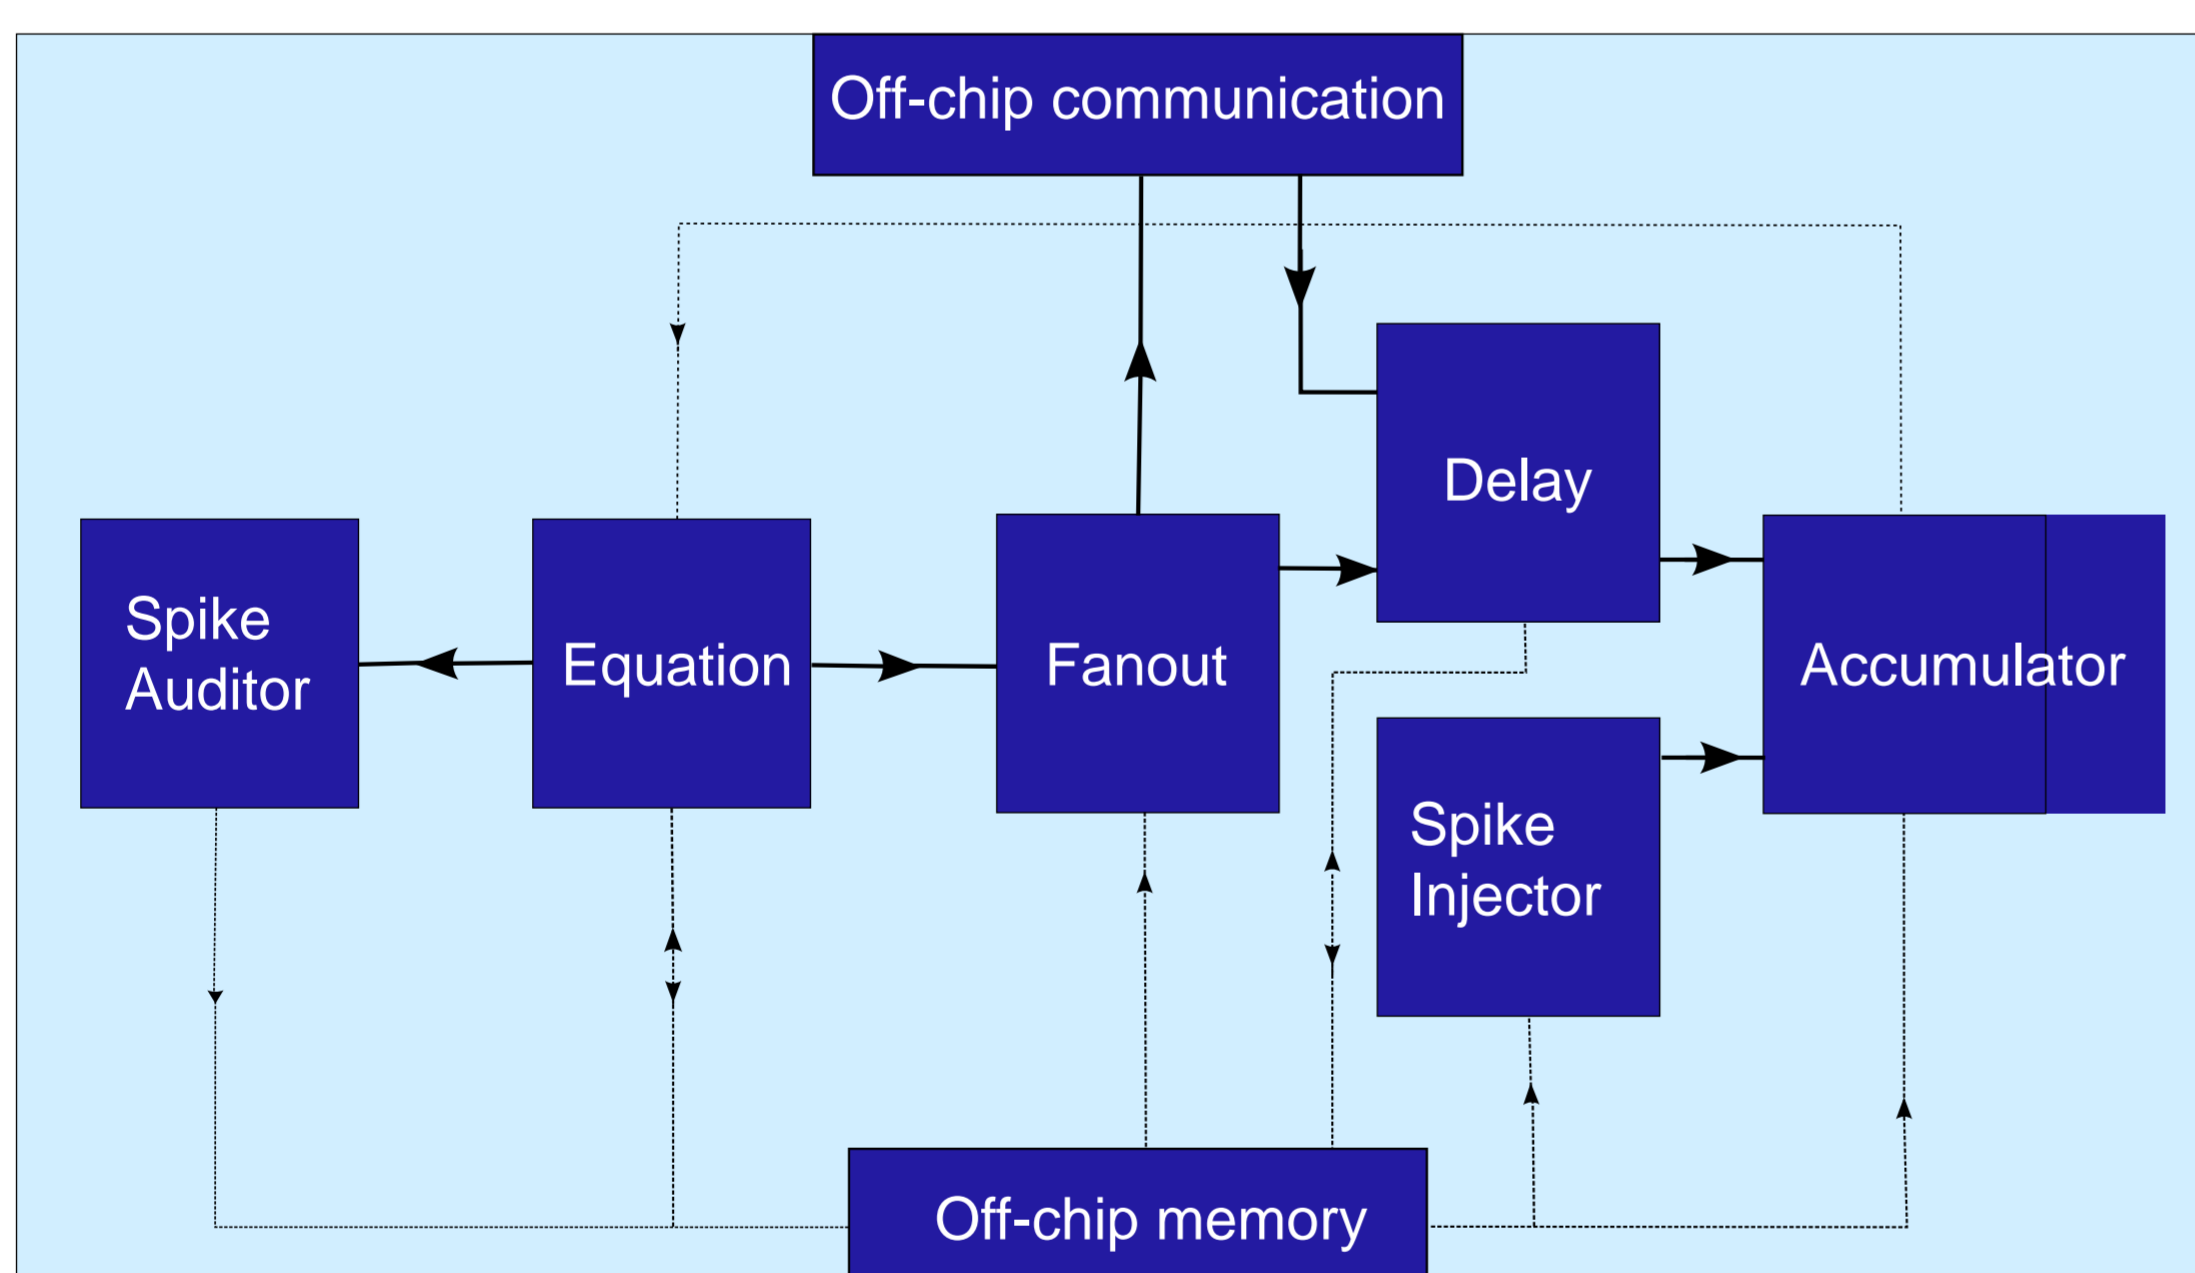 Off-chip communication
Delay
Spike
Auditor
Equation
Fanout
Accumulator
Spike
Injector
Off-chip memory